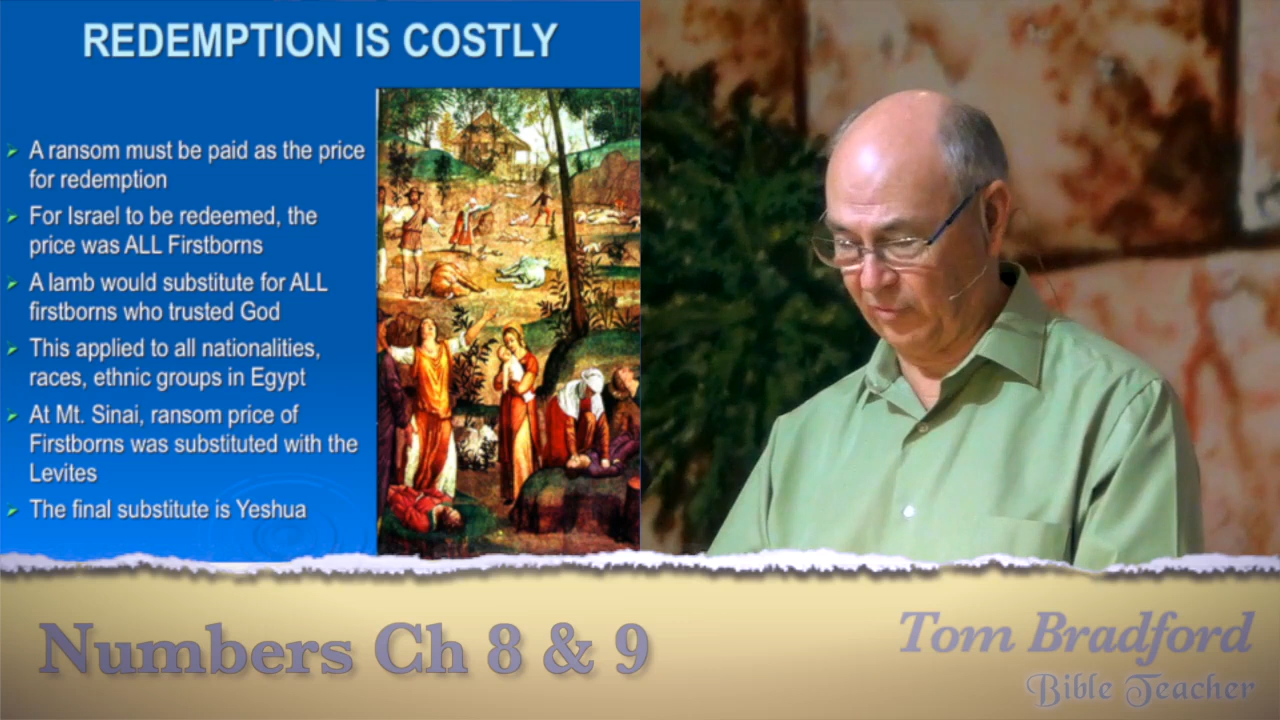 REDEMPTION IS COSTLY
A ransom must be paid as the price
for redemption
For Israel to be redeemed, the
price was ALL Firstborns
A lamb would substitute for ALL
firstborns who trusted God
This applied to all nationalities,
races, ethnic groups in Egypt
At Mt. Sinai, ransom price of
Firstborns was substituted with the
Levites
The final substitute is Yeshua
Numbers Ch 8 & 9
Tom Bradford
Bible Teacher